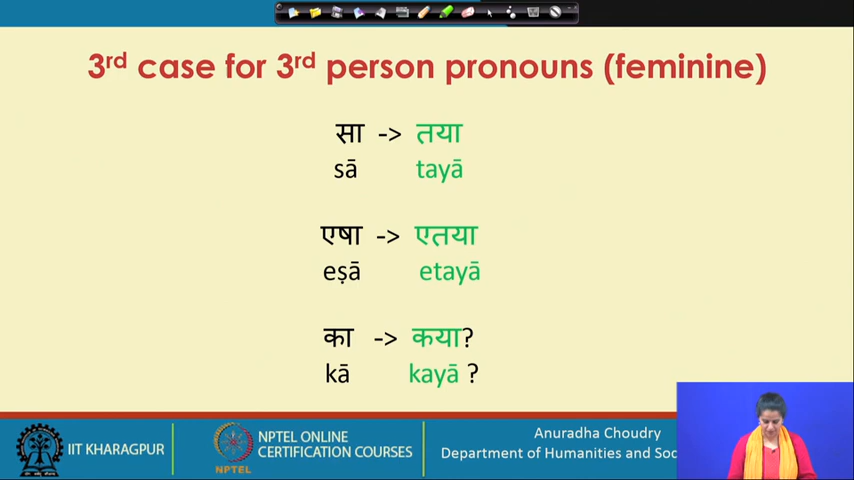 3rd case for 3rd person pronouns (feminine)
सा -> तया
sā tayā
एषा -> एतया
eṣā etayā
का -> कया?
kā kayā ?
IIT KHARAGPUR
NPTEL
NPTEL ONLINE
CERTIFICATION COURSES
Anuradha Choudry
Department of Humanities and